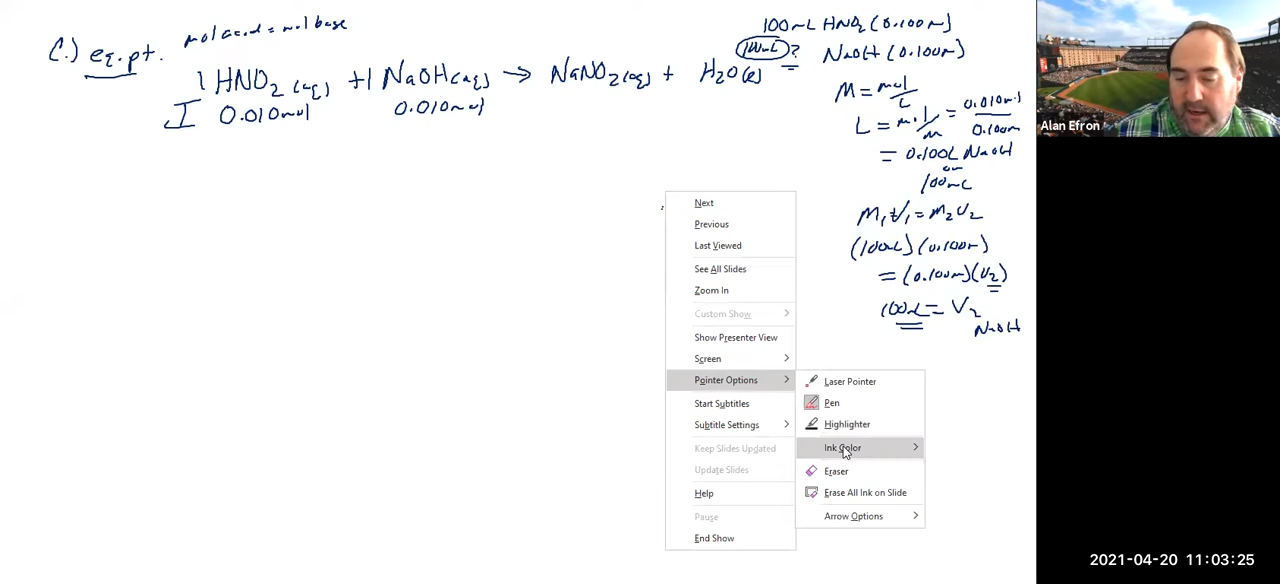 C.) eq. pt.
mol acid = mol base
1 HNO2 (aq) + 1 NaOH (aq) → NaNO2 (aq) + H2O (l)
I 0.010 mol 0.010 mol
100 mL HNO2 (0.100 M)
100 mL ? NaOH (0.100 M)
M = mol/L
L = mol/M = 0.010 mol/0.100 M
= 0.100 L NaOH
or
100 mL
M1V1 = M2V2
(100 mL)(0.100 M)
= (0.100 M)(V2)
100 mL = V2
NaOH
Next
Previous
Last Viewed
See All Slides
Zoom In
Custom Show
Show Presenter View
Screen
Pointer Options
Start Subtitles
Subtitle Settings
Keep Slides Updated
Update Slides
Help
Pause
End Show
Laser Pointer
Pen
Highlighter
Ink Color
Eraser
Erase All Ink on Slide
Arrow Options
Alan Efron
2021-04-20 11:03:25